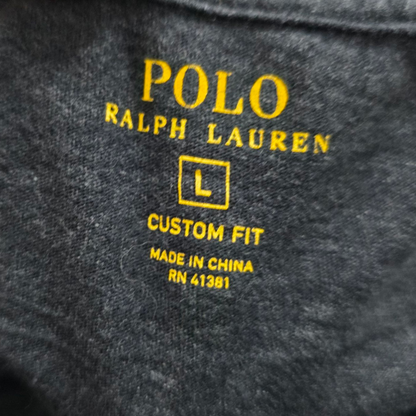 POLO
RALPH LAUREN
L
CUSTOM FIT
MADE IN CHINA
RN 41381